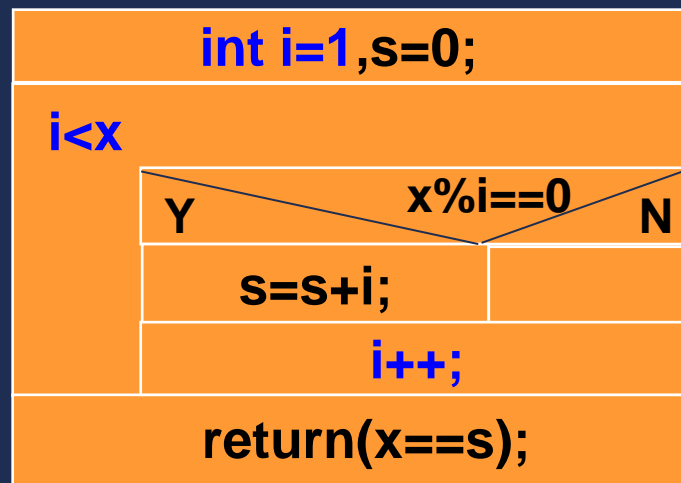 int i=1,s=0;
i<x
x%i==0
Y
N
s=s+i;
i++;
return(x==s);